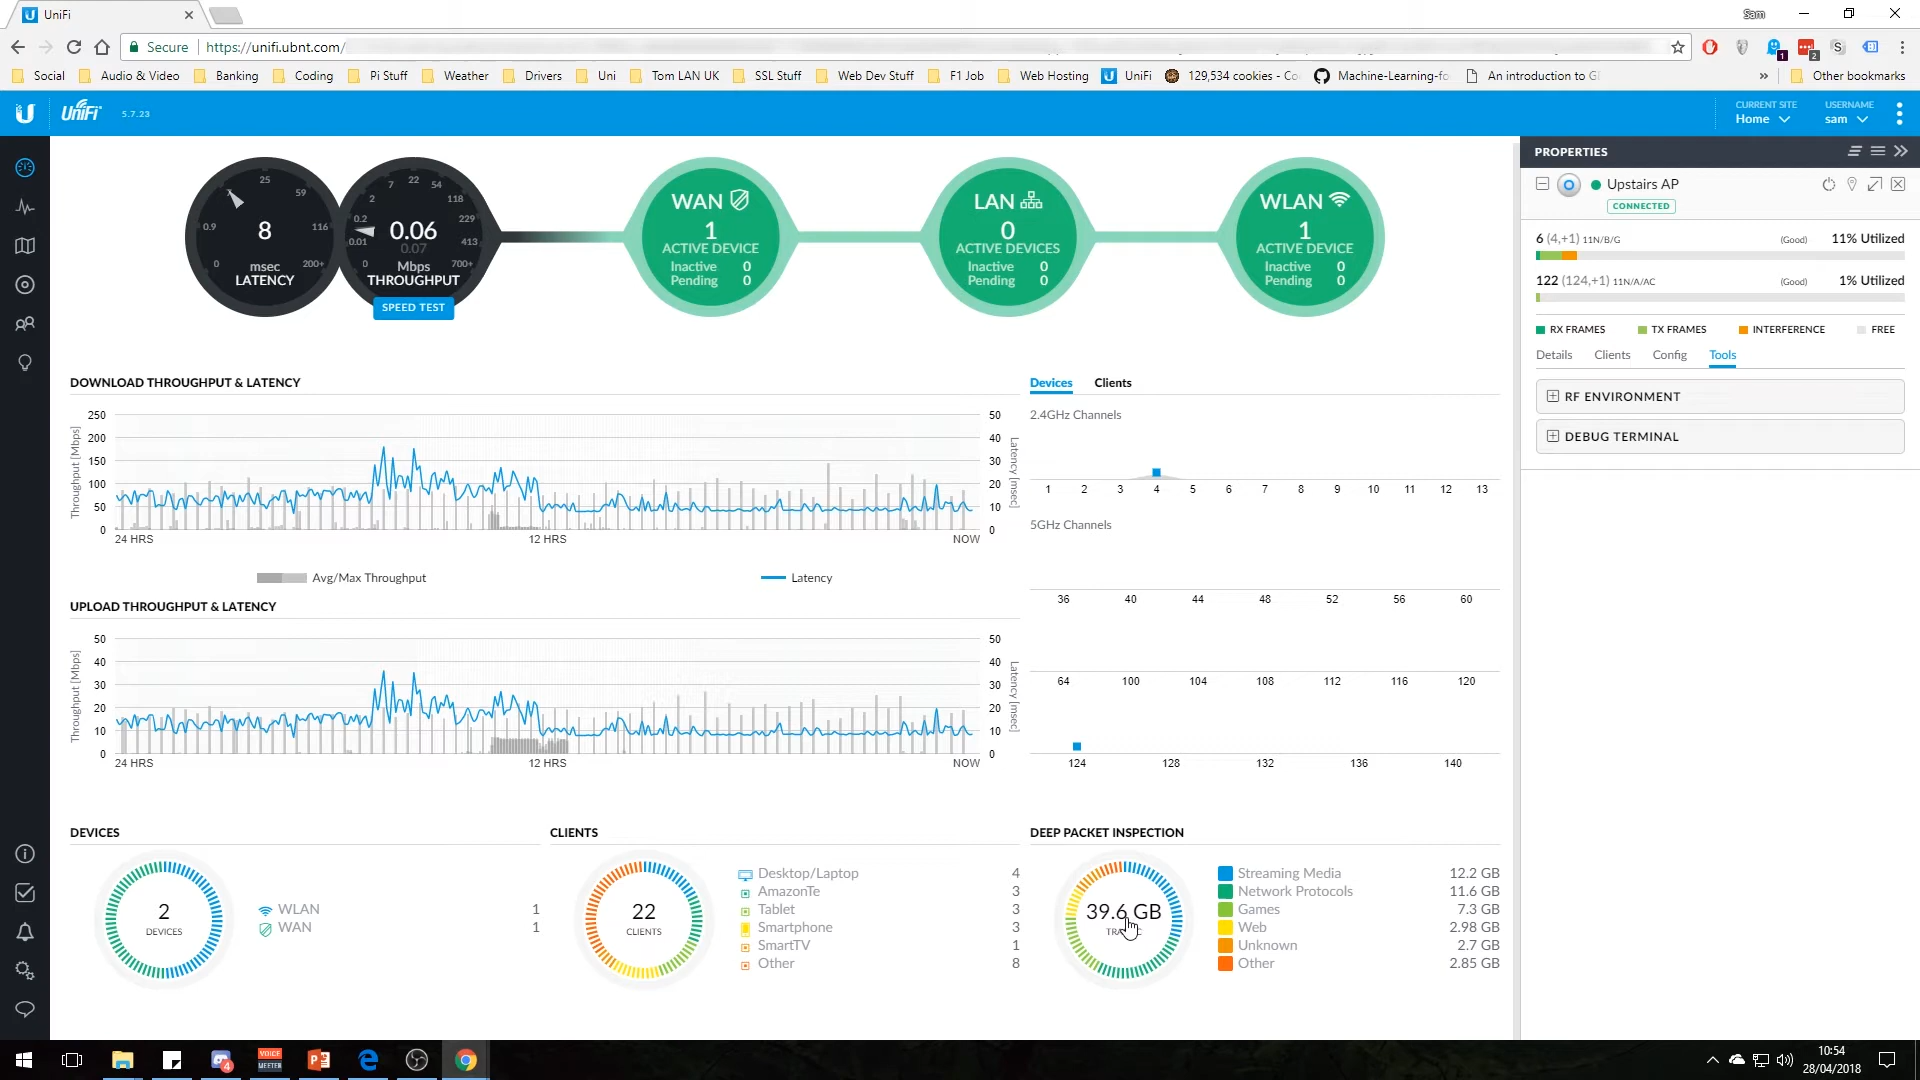 UniFi
Sam
Secure https://unifi.ubnt.com/
Social Audio & Video Banking Coding Pi Stuff Weather Drivers Uni Tom LAN UK SSL Stuff Web Dev Stuff F1 Job Web Hosting UniFi 129,534 cookies - Co Machine-Learning-fo An introduction to GI » Other bookmarks
UniFi 5.7.23
CURRENT SITE
Home
USERNAME
sam
25
59
0.9 116
0 200+
8
msec
LATENCY
22
7 54
2 118
0.2 229
0.01 413
0 700+
0.06
0.07
Mbps
THROUGHPUT
SPEED TEST
WAN
1
ACTIVE DEVICE
Inactive 0
Pending 0
LAN
0
ACTIVE DEVICES
Inactive 0
Pending 0
WLAN
1
ACTIVE DEVICE
Inactive 0
Pending 0
DOWNLOAD THROUGHPUT & LATENCY
Throughput [Mbps]
250
200
150
100
50
0
50
40
30
20
10
0
Latency [msec]
24 HRS 12 HRS NOW
Avg/Max Throughput Latency
UPLOAD THROUGHPUT & LATENCY
Throughput [Mbps]
50
40
30
20
10
0
50
40
30
20
10
0
Latency [msec]
24 HRS 12 HRS NOW
Devices Clients
2.4GHz Channels
1 2 3 4 5 6 7 8 9 10 11 12 13
5GHz Channels
36 40 44 48 52 56 60
64 100 104 108 112 116 120
124 128 132 136 140
DEVICES
2
DEVICES
WLAN 1
WAN 1
CLIENTS
22
CLIENTS
Desktop/Laptop 4
AmazonTe 3
Tablet 3
Smartphone 3
SmartTV 1
Other 8
DEEP PACKET INSPECTION
39.6 GB
Streaming Media 12.2 GB
Network Protocols 11.6 GB
Games 7.3 GB
Web 2.98 GB
Unknown 2.7 GB
Other 2.85 GB
PROPERTIES
Upstairs AP
CONNECTED
6 (4,+1) 11N/B/G (Good) 11% Utilized
122 (124,+1) 11N/A/AC (Good) 1% Utilized
RX FRAMES TX FRAMES INTERFERENCE FREE
Details Clients Config Tools
RF ENVIRONMENT
DEBUG TERMINAL
10:54
28/04/2018